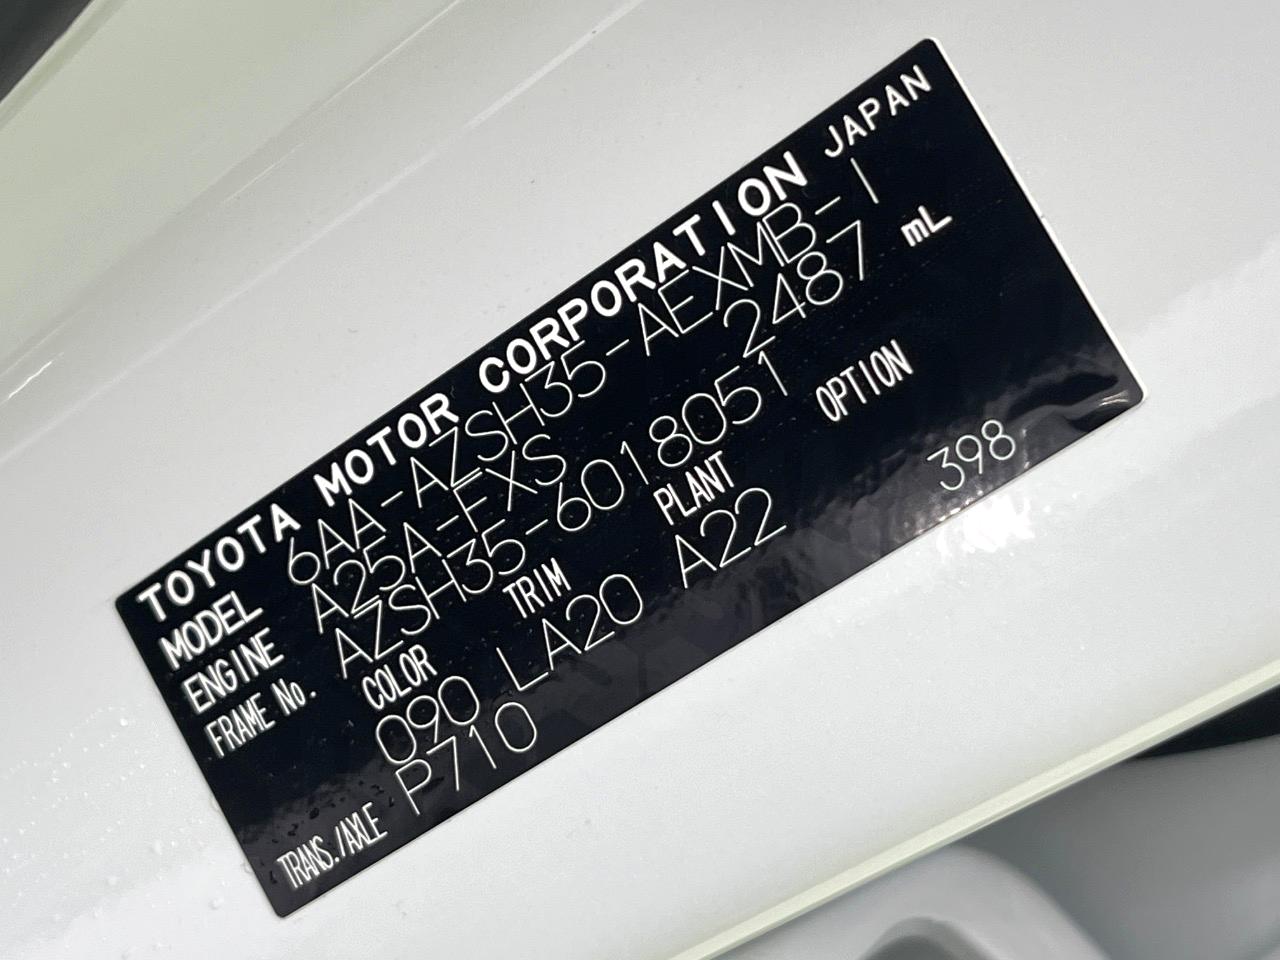 TOYOTA MOTOR CORPORATION JAPAN
MODEL 6AA-AZSH35-AEXMB-I
ENGINE A25A-FXS 2487 mL
FRAME No. AZSH35-6018051
COLOR TRIM PLANT OPTION
090 LA20 A22 398
TRANS./AXLE P710